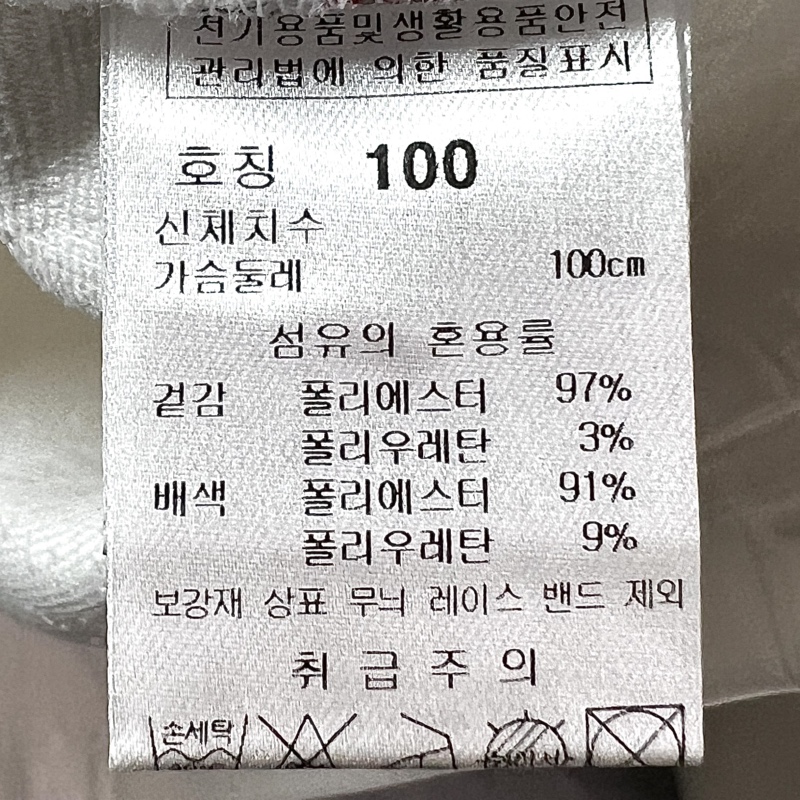 전기용품및생활용품안전
관리법에 의한 품질표시
호칭 100
신체치수
가슴둘레 100cm
섬유의 혼용률
겉감 폴리에스터 97%
폴리우레탄 3%
배색 폴리에스터 91%
폴리우레탄 9%
보강재 상표 무늬 레이스 밴드 제외
취급주의
손세탁